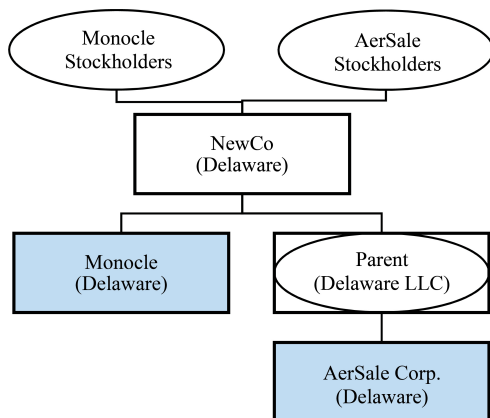 Monocle
Stockholders
AerSale
Stockholders
NewCo
(Delaware)
Monocle
(Delaware)
Parent
(Delaware LLC)
AerSale Corp.
(Delaware)